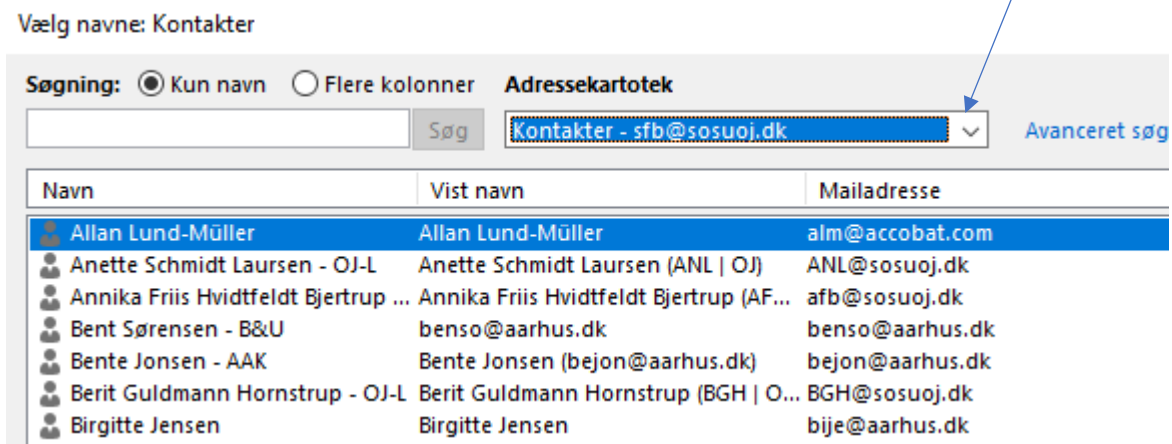 Vælg navne: Kontakter
Søgning: Kun navn Flere kolonner Adressekartotek
Søg Kontakter - sfb@sosuoj.dk Avanceret søg
Navn Vist navn Mailadresse
Allan Lund-Müller Allan Lund-Müller alm@accobat.com
Anette Schmidt Laursen - OJ-L Anette Schmidt Laursen (ANL | OJ) ANL@sosuoj.dk
Annika Friis Hvidtfeldt Bjertrup ... Annika Friis Hvidtfeldt Bjertrup (AF... afb@sosuoj.dk
Bent Sørensen - B&U benso@aarhus.dk benso@aarhus.dk
Bente Jonsen - AAK Bente Jonsen (bejon@aarhus.dk) bejon@aarhus.dk
Berit Guldmann Hornstrup - OJ-L Berit Guldmann Hornstrup (BGH | O... BGH@sosuoj.dk
Birgitte Jensen Birgitte Jensen bije@aarhus.dk